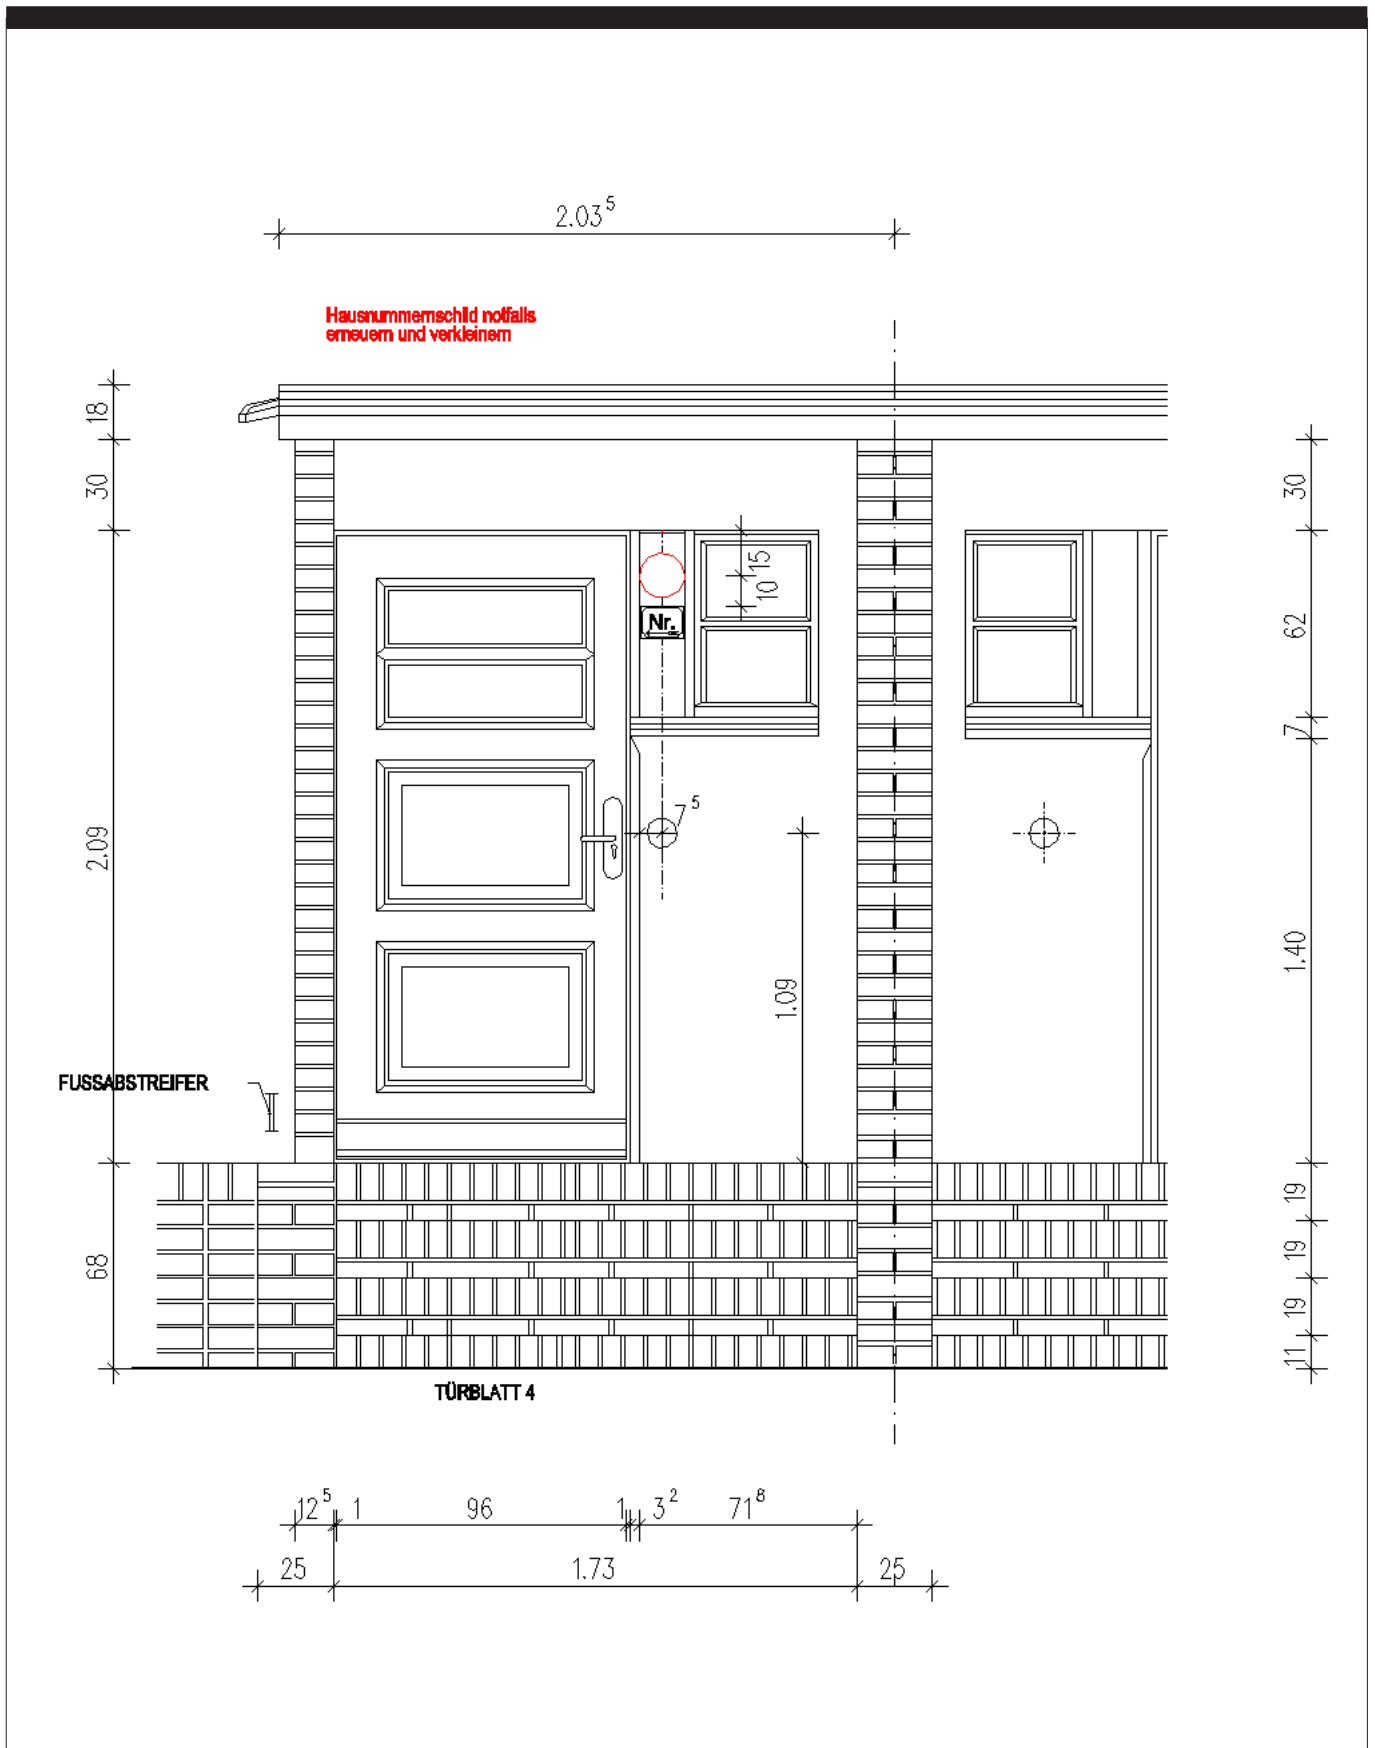 2.03⁵
Hausnummernschild notfalls
erneuern und verkleinern
18
30
30
15
10
Nr.
62
7
7⁵
2.09
1.40
1.09
FUSSABSTREIFER
19
68
19
19
11
TÜRBLATT 4
12⁵ 1 96 1 3² 71⁸
25 1.73 25